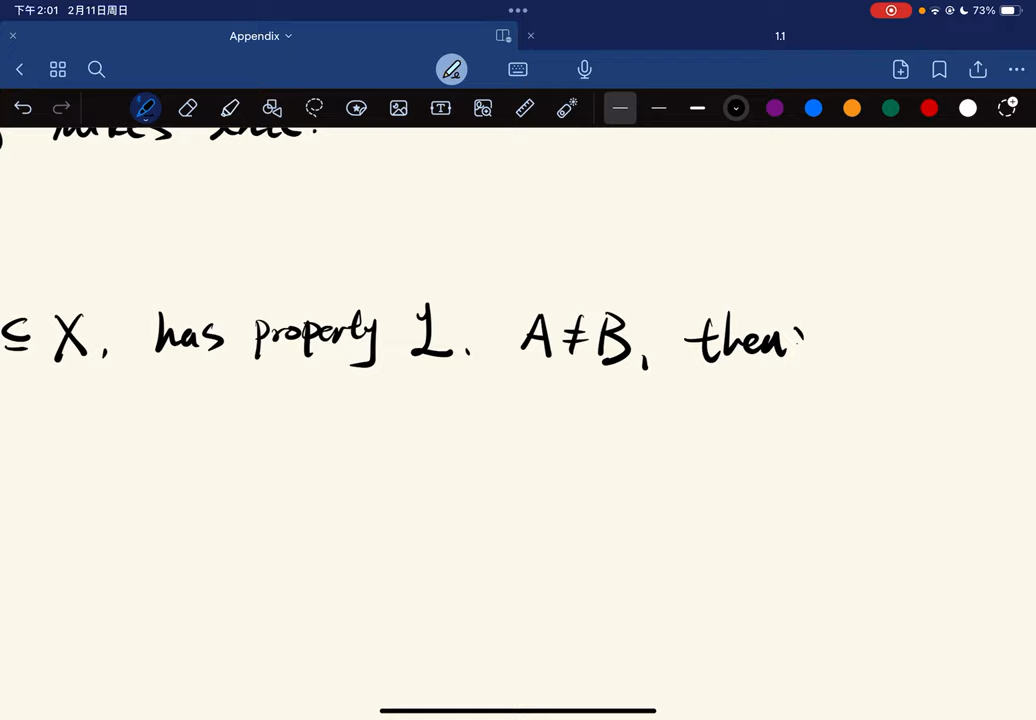 下午2:01 2月11日周日
73%
Appendix
1.1
⊆ X, has property L. A ≠ B, then